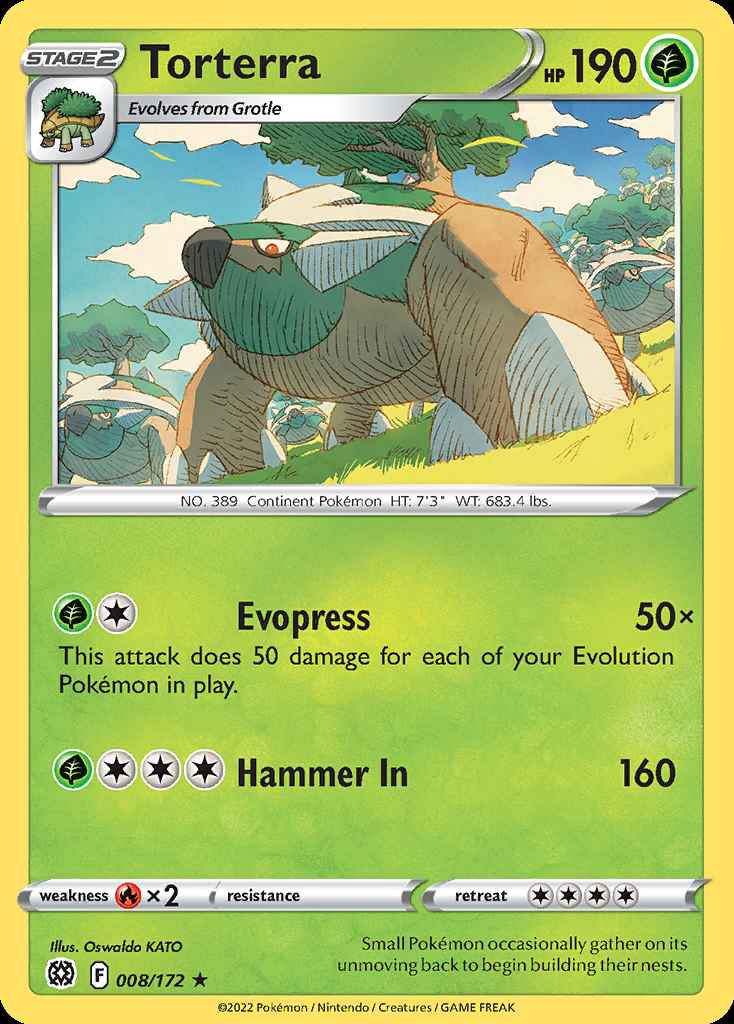 STAGE2 Torterra HP 190
Evolves from Grotle
NO. 389 Continent Pokémon HT: 7'3" WT: 683.4 lbs.
Evopress 50×
This attack does 50 damage for each of your Evolution
Pokémon in play.
Hammer In 160
weakness ×2 resistance retreat
Illus. Oswaldo KATO
Small Pokémon occasionally gather on its
unmoving back to begin building their nests.
F 008/172 ★
©2022 Pokémon / Nintendo / Creatures / GAME FREAK